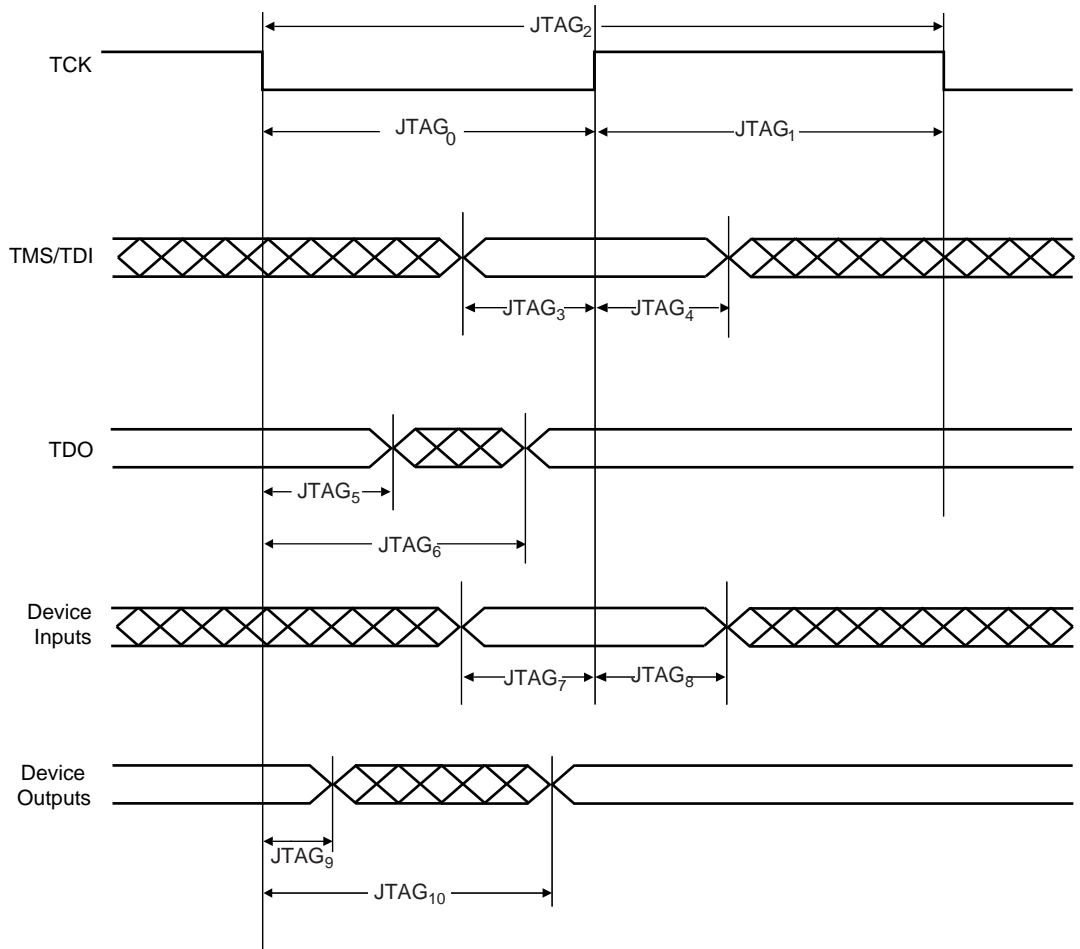 JTAG₂
TCK
JTAG₀
JTAG₁
TMS/TDI
JTAG₃
JTAG₄
TDO
JTAG₅
JTAG₆
Device
Inputs
JTAG₇
JTAG₈
Device
Outputs
JTAG₉
JTAG₁₀